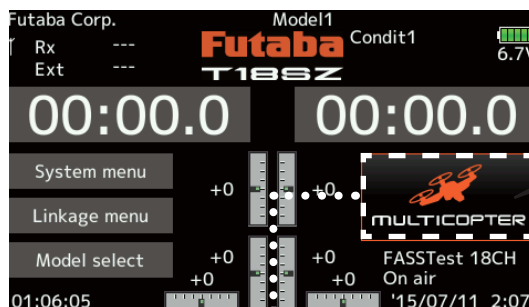 Futaba Corp.
Model1
Rx ---
Ext ---
Futaba
T18SZ
Condit1
6.7V
00:00.0
00:00.0
System menu
Linkage menu
Model select
+0
+0
MULTICOPTER
+0
+0
+0
+0
FASSTest 18CH
On air
01:06:05
'15/07/11 2:07